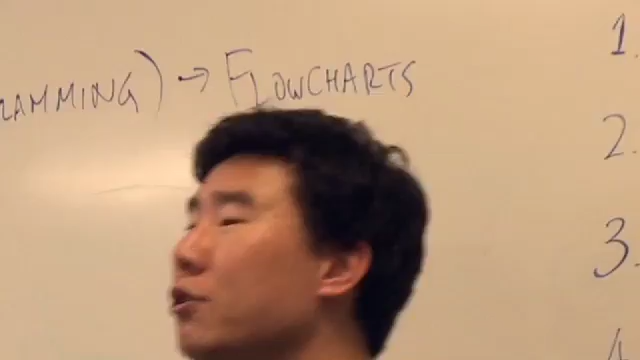 RAMMING) → FLOWCHARTS
1.
2.
3.